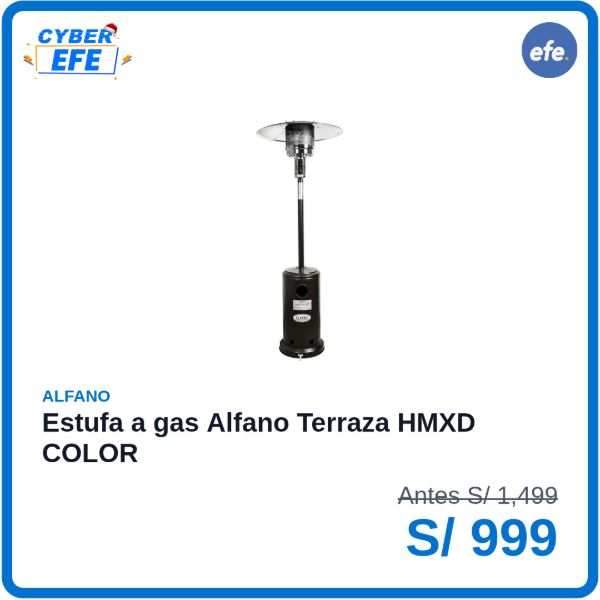 CYBER
EFE
efe.
ALFANO
Estufa a gas Alfano Terraza HMXD
COLOR
Antes S/ 1,499
S/ 999